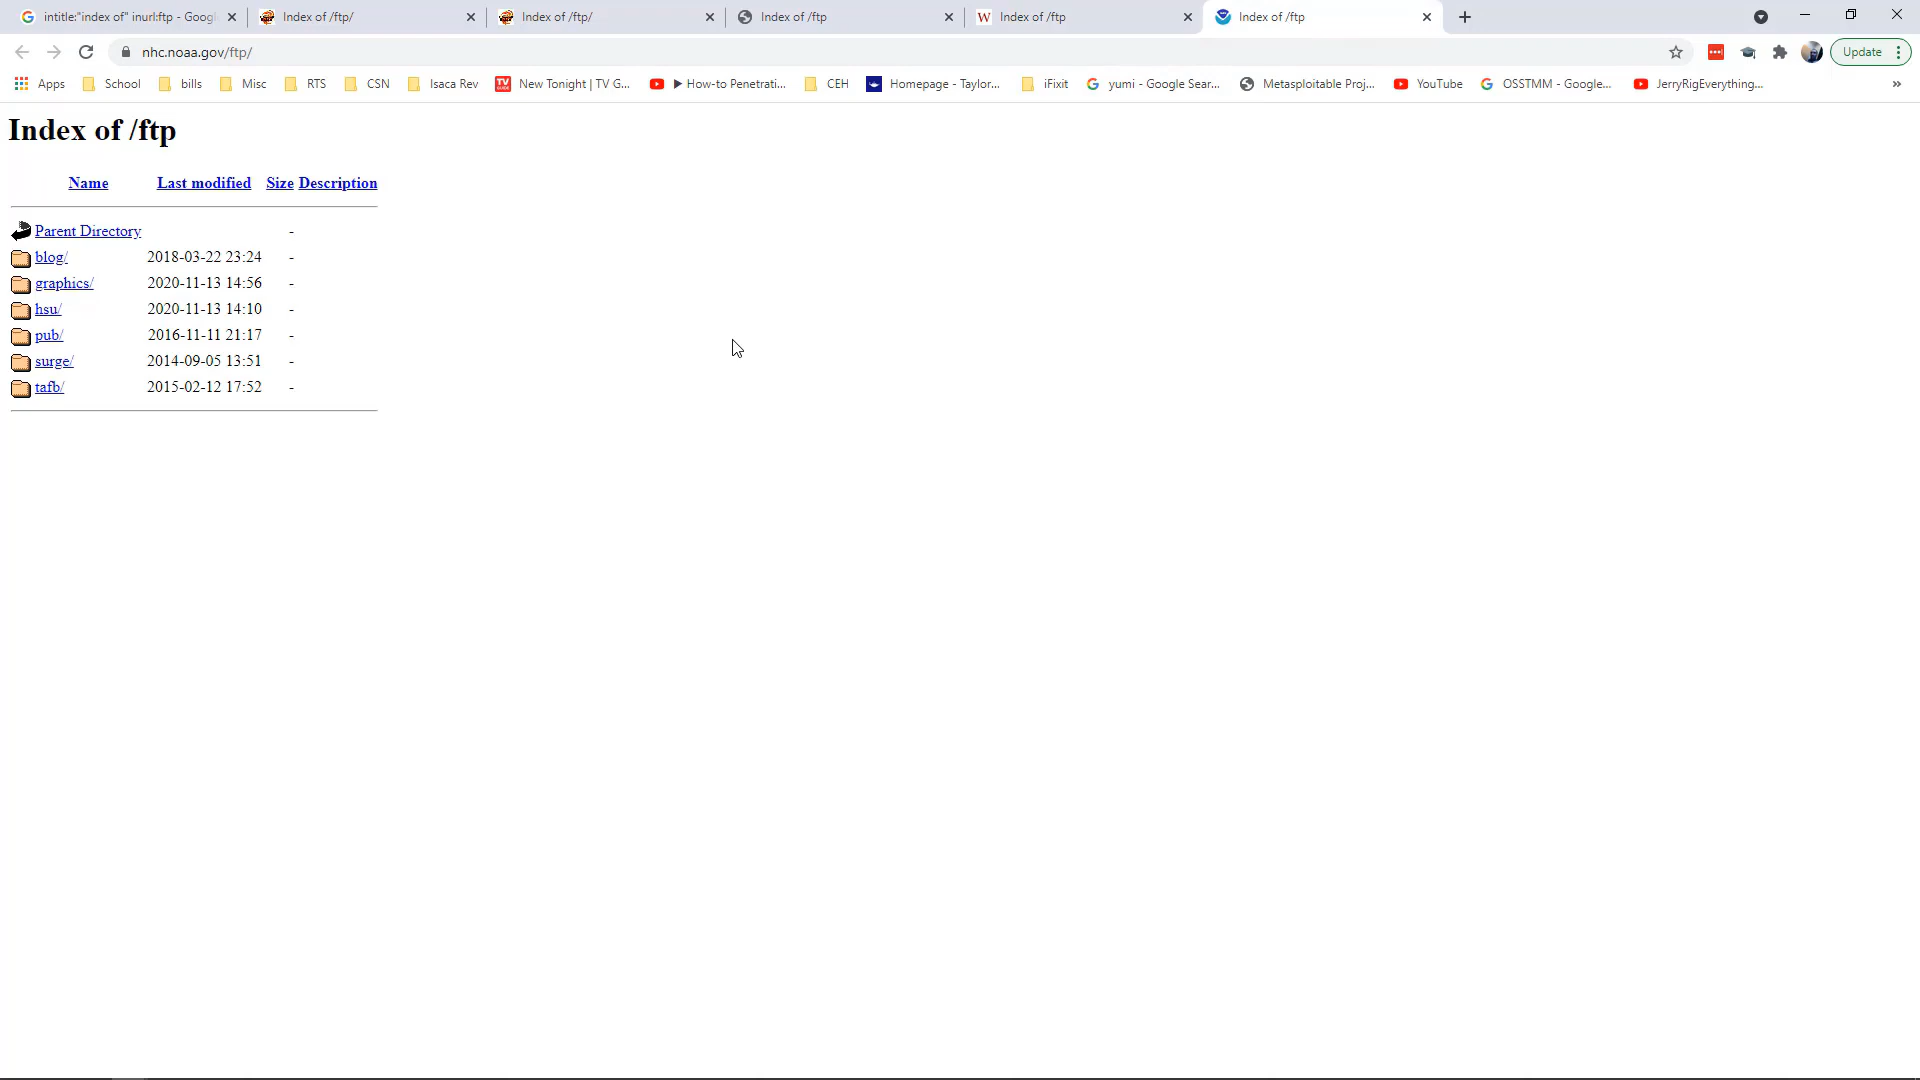 intitle:"index of" inurl:ftp - Goog
Index of /ftp/
Index of /ftp/
Index of /ftp
W Index of /ftp
Index of /ftp
nhc.noaa.gov/ftp/
Update
Apps School bills Misc RTS CSN Isaca Rev New Tonight | TV G... ▶ How-to Penetrati... CEH Homepage - Taylor... iFixit yumi - Google Sear... Metasploitable Proj... YouTube OSSTMM - Google... JerryRigEverything... »
Index of /ftp
Name Last modified Size Description
Parent Directory -
blog/ 2018-03-22 23:24 -
graphics/ 2020-11-13 14:56 -
hsu/ 2020-11-13 14:10 -
pub/ 2016-11-11 21:17 -
surge/ 2014-09-05 13:51 -
tafb/ 2015-02-12 17:52 -